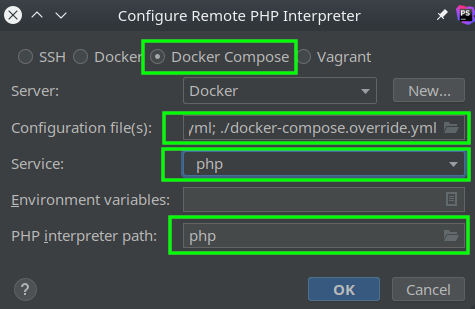 Configure Remote PHP Interpreter
PS
SSH Docker Docker Compose Vagrant
Server: Docker New...
Configuration file(s): yml; ./docker-compose.override.yml
Service: php
Environment variables:
PHP interpreter path: php
? OK Cancel